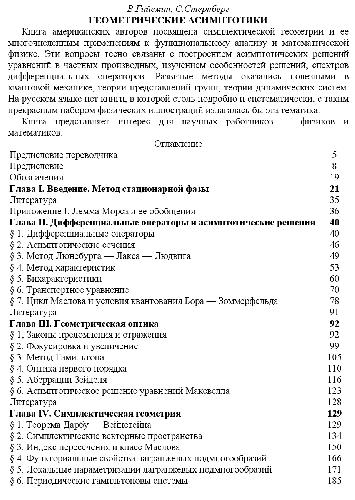 В. Гийемин, С. Стернберг
ГЕОМЕТРИЧЕСКИЕ АСИМПТОТИКИ
Книга американских авторов посвящена симплектической геометрии и ее
многочисленным применениям к функциональному анализу и математической
физике. Эти вопросы тесно связаны с построением асимптотических решений
уравнений в частных производных, изучением особенностей решений, спектров
дифференциальных операторов. Развитые методы оказались полезными в
квантовой механике, теории представлений групп, теории динамических систем.
На русском языке нет книги, в которой столь подробно и систематически, с таким
прекрасным набором физических иллюстраций излагалась бы эта тематика.
Книга представляет интерес для научных работников — физиков и
математиков.
Оглавление
Предисловие переводчика 5
Предисловие 8
Обозначения 19
Глава I. Введение. Метод стационарной фазы 21
Литература 35
Приложение I. Лемма Морса и ее обобщения 36
Глава II. Дифференциальные операторы и асимптотические решения 40
§ 1. Дифференциальные операторы 40
§ 2. Асимптотические сечения 46
§ 3. Метод Люнебурга — Лакса — Людвига 49
§ 4. Метод характеристик 53
§ 5. Бихарактеристики 60
§ 6. Транспортное уравнение 70
§ 7. Цикл Маслова и условия квантования Бора — Зоммерфельда 78
Литература 91
Глава III. Геометрическая оптика 92
§ 1. Законы преломления и отражения 92
§ 2. Фокусировка и увеличение 99
§ 3. Метод Гамильтона 105
§ 4. Оптика первого порядка 110
§ 5. Аберрации Зейделя 116
§ 6. Асимптотическое решение уравнений Максвелла 123
Литература 128
Глава IV. Симплектическая геометрия 129
§ 1. Теорема Дарбу — Вейнстейна 129
§ 2. Симплектические векторные пространства 134
§ 3. Индекс пересечения и класс Маслова 150
§ 4. Функториальные свойства лагранжевых подмногообразий 166
§ 5. Локальные параметризации лагранжевых подмногообразий 171
§ 6. Периодические гамильтоновы системы 185